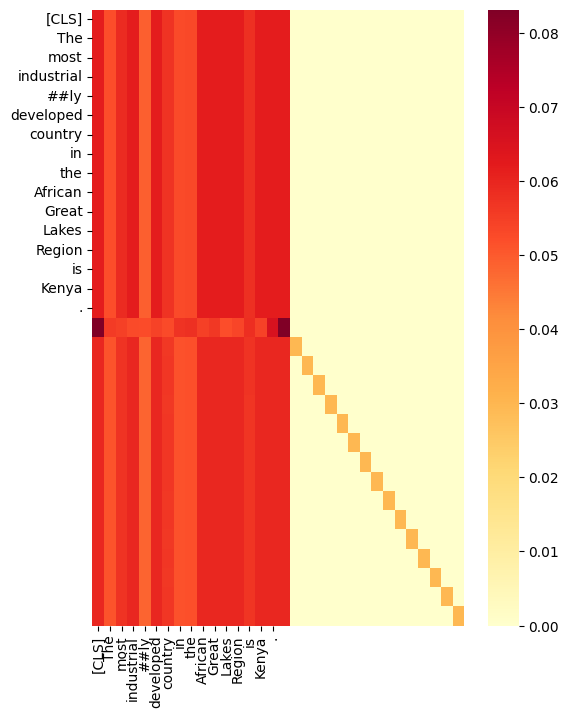 [CLS]
The
most
industrial
##ly
developed
country
in
the
African
Great
Lakes
Region
is
Kenya
.
0.08
0.07
0.06
0.05
0.04
0.03
0.02
0.01
0.00
[CLS]
The
most
industrial
##ly
developed
country
in
the
African
Great
Lakes
Region
is
Kenya
.